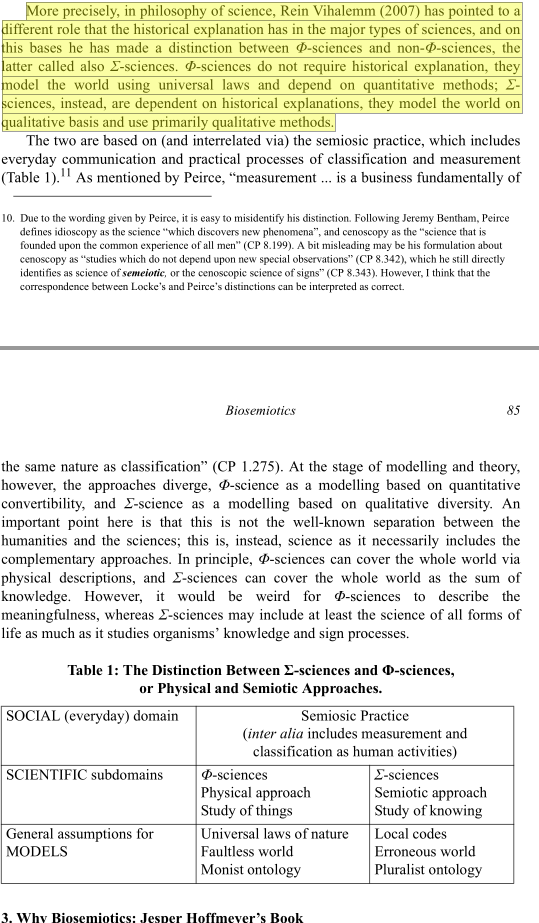 More precisely, in philosophy of science, Rein Vihalemm (2007) has pointed to a
different role that the historical explanation has in the major types of sciences, and on
this bases he has made a distinction between Φ-sciences and non-Φ-sciences, the
latter called also Σ-sciences. Φ-sciences do not require historical explanation, they
model the world using universal laws and depend on quantitative methods; Σ-
sciences, instead, are dependent on historical explanations, they model the world on
qualitative basis and use primarily qualitative methods.
The two are based on (and interrelated via) the semiosic practice, which includes
everyday communication and practical processes of classification and measurement
(Table 1).11 As mentioned by Peirce, “measurement ... is a business fundamentally of
10. Due to the wording given by Peirce, it is easy to misidentify his distinction. Following Jeremy Bentham, Peirce
defines idioscopy as the science “which discovers new phenomena”, and cenoscopy as the “science that is
founded upon the common experience of all men” (CP 8.199). A bit misleading may be his formulation about
cenoscopy as “studies which do not depend upon new special observations” (CP 8.342), which he still directly
identifies as science of semeiotic, or the cenoscopic science of signs” (CP 8.343). However, I think that the
correspondence between Locke’s and Peirce’s distinctions can be interpreted as correct.
Biosemiotics 85
the same nature as classification” (CP 1.275). At the stage of modelling and theory,
however, the approaches diverge, Φ-science as a modelling based on quantitative
convertibility, and Σ-science as a modelling based on qualitative diversity. An
important point here is that this is not the well-known separation between the
humanities and the sciences; this is, instead, science as it necessarily includes the
complementary approaches. In principle, Φ-sciences can cover the whole world via
physical descriptions, and Σ-sciences can cover the whole world as the sum of
knowledge. However, it would be weird for Φ-sciences to describe the
meaningfulness, whereas Σ-sciences may include at least the science of all forms of
life as much as it studies organisms’ knowledge and sign processes.
Table 1: The Distinction Between Σ-sciences and Φ-sciences,
or Physical and Semiotic Approaches.
SOCIAL (everyday) domain
Semiosic Practice
(inter alia includes measurement and
classification as human activities)
SCIENTIFIC subdomains
Φ-sciences
Physical approach
Study of things
Σ-sciences
Semiotic approach
Study of knowing
General assumptions for
MODELS
Universal laws of nature
Faultless world
Monist ontology
Local codes
Erroneous world
Pluralist ontology
3. Why Biosemiotics: Jesper Hoffmeyer’s Book